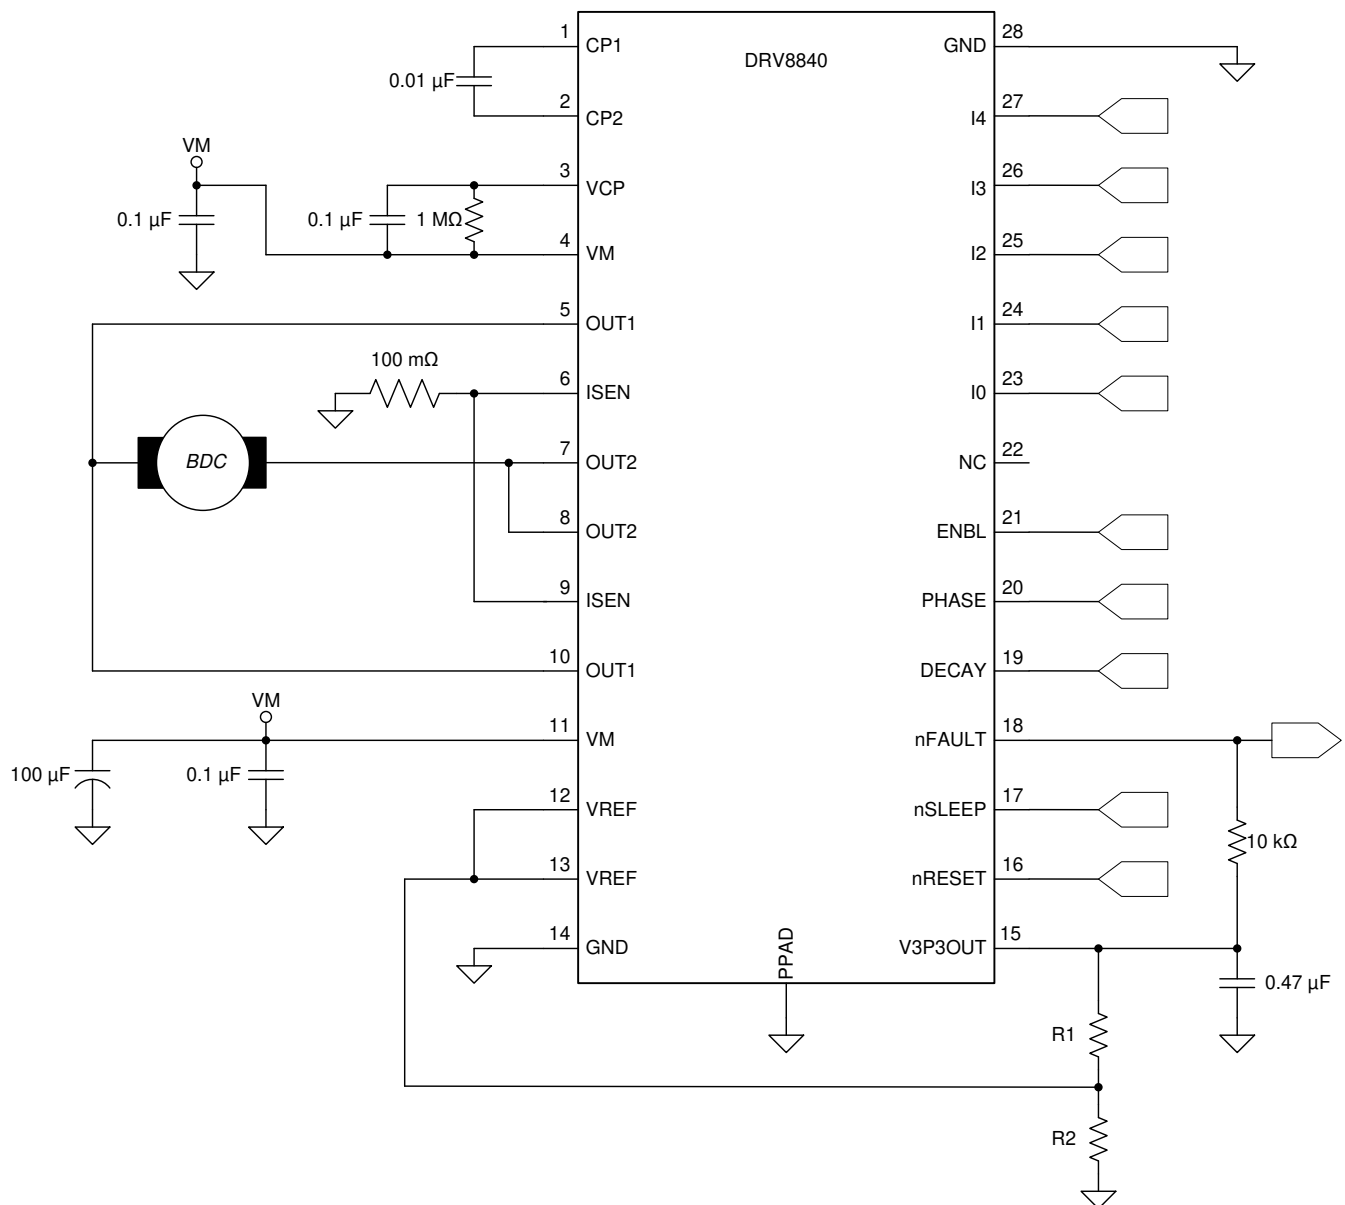 DRV8840
1
CP1
0.01 µF
2
CP2
VM
3
VCP
0.1 µF
0.1 µF
1 MΩ
4
VM
5
OUT1
100 mΩ
6
ISEN
BDC
7
OUT2
8
OUT2
9
ISEN
10
OUT1
VM
11
VM
100 µF
0.1 µF
12
VREF
13
VREF
14
GND
PPAD
28
GND
27
I4
26
I3
25
I2
24
I1
23
I0
22
NC
21
ENBL
20
PHASE
19
DECAY
18
nFAULT
17
nSLEEP
10 kΩ
16
nRESET
15
V3P3OUT
0.47 µF
R1
R2